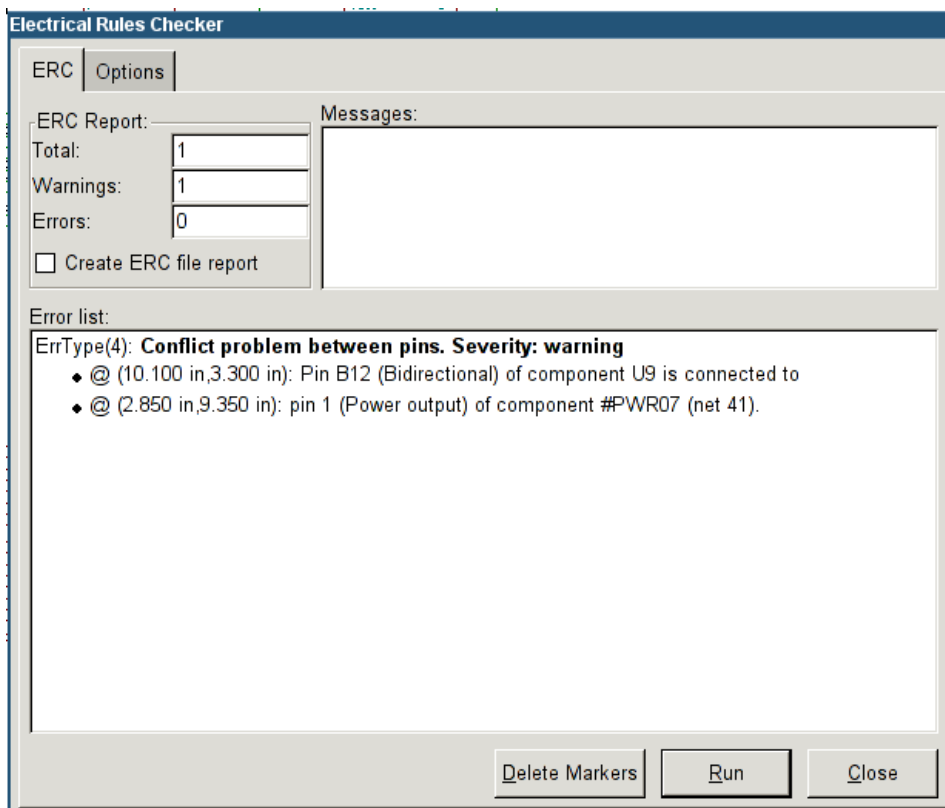 Electrical Rules Checker
ERC Options
ERC Report:
Total: 1
Warnings: 1
Errors: 0
Create ERC file report
Messages:
Error list:
ErrType(4): Conflict problem between pins. Severity: warning
@ (10.100 in,3.300 in): Pin B12 (Bidirectional) of component U9 is connected to
@ (2.850 in,9.350 in): pin 1 (Power output) of component #PWR07 (net 41).
Delete Markers Run Close